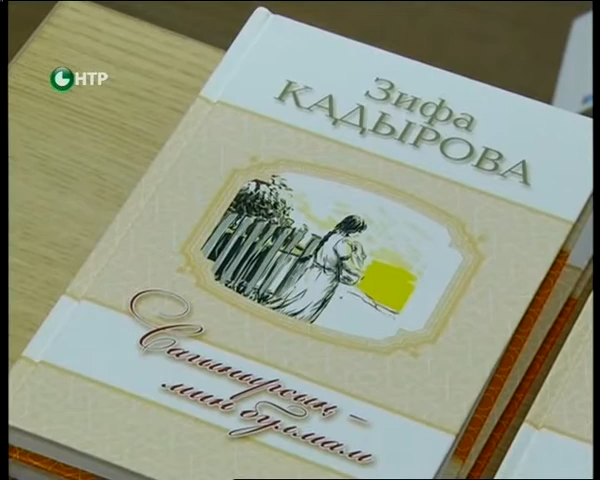 НТР
Зифа
КАДЫРОВА
Сагынырсың –
мин булмам